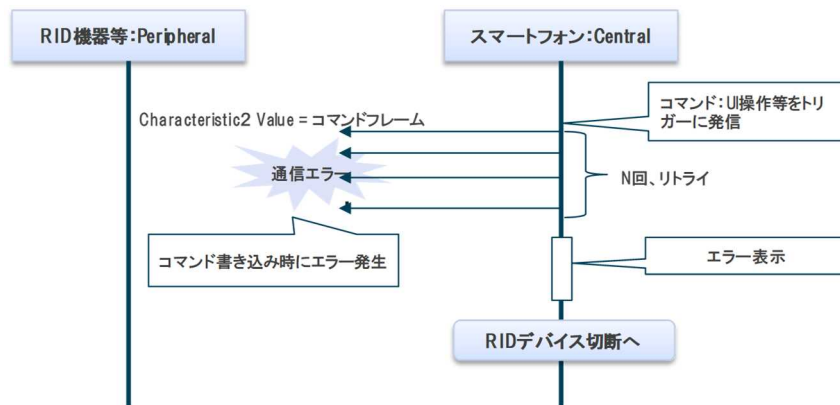 RID機器等:Peripheral
スマートフォン:Central
コマンド:UI操作等をトリ
ガーに発信
Characteristic2 Value = コマンドフレーム
通信エラー
N回、リトライ
コマンド書き込み時にエラー発生
エラー表示
RIDデバイス切断へ